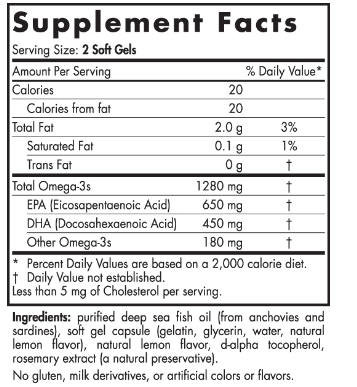 Supplement Facts
Serving Size: 2 Soft Gels
Amount Per Serving % Daily Value*
Calories 20
Calories from fat 20
Total Fat 2.0 g 3%
Saturated Fat 0.1 g 1%
Trans Fat 0 g †
Total Omega-3s 1280 mg †
EPA (Eicosapentaenoic Acid) 650 mg †
DHA (Docosahexaenoic Acid) 450 mg †
Other Omega-3s 180 mg †
* Percent Daily Values are based on a 2,000 calorie diet.
† Daily Value not established.
Less than 5 mg of Cholesterol per serving.
Ingredients: purified deep sea fish oil (from anchovies and
sardines), soft gel capsule (gelatin, glycerin, water, natural
lemon flavor), natural lemon flavor, d-alpha tocopherol,
rosemary extract (a natural preservative).
No gluten, milk derivatives, or artificial colors or flavors.